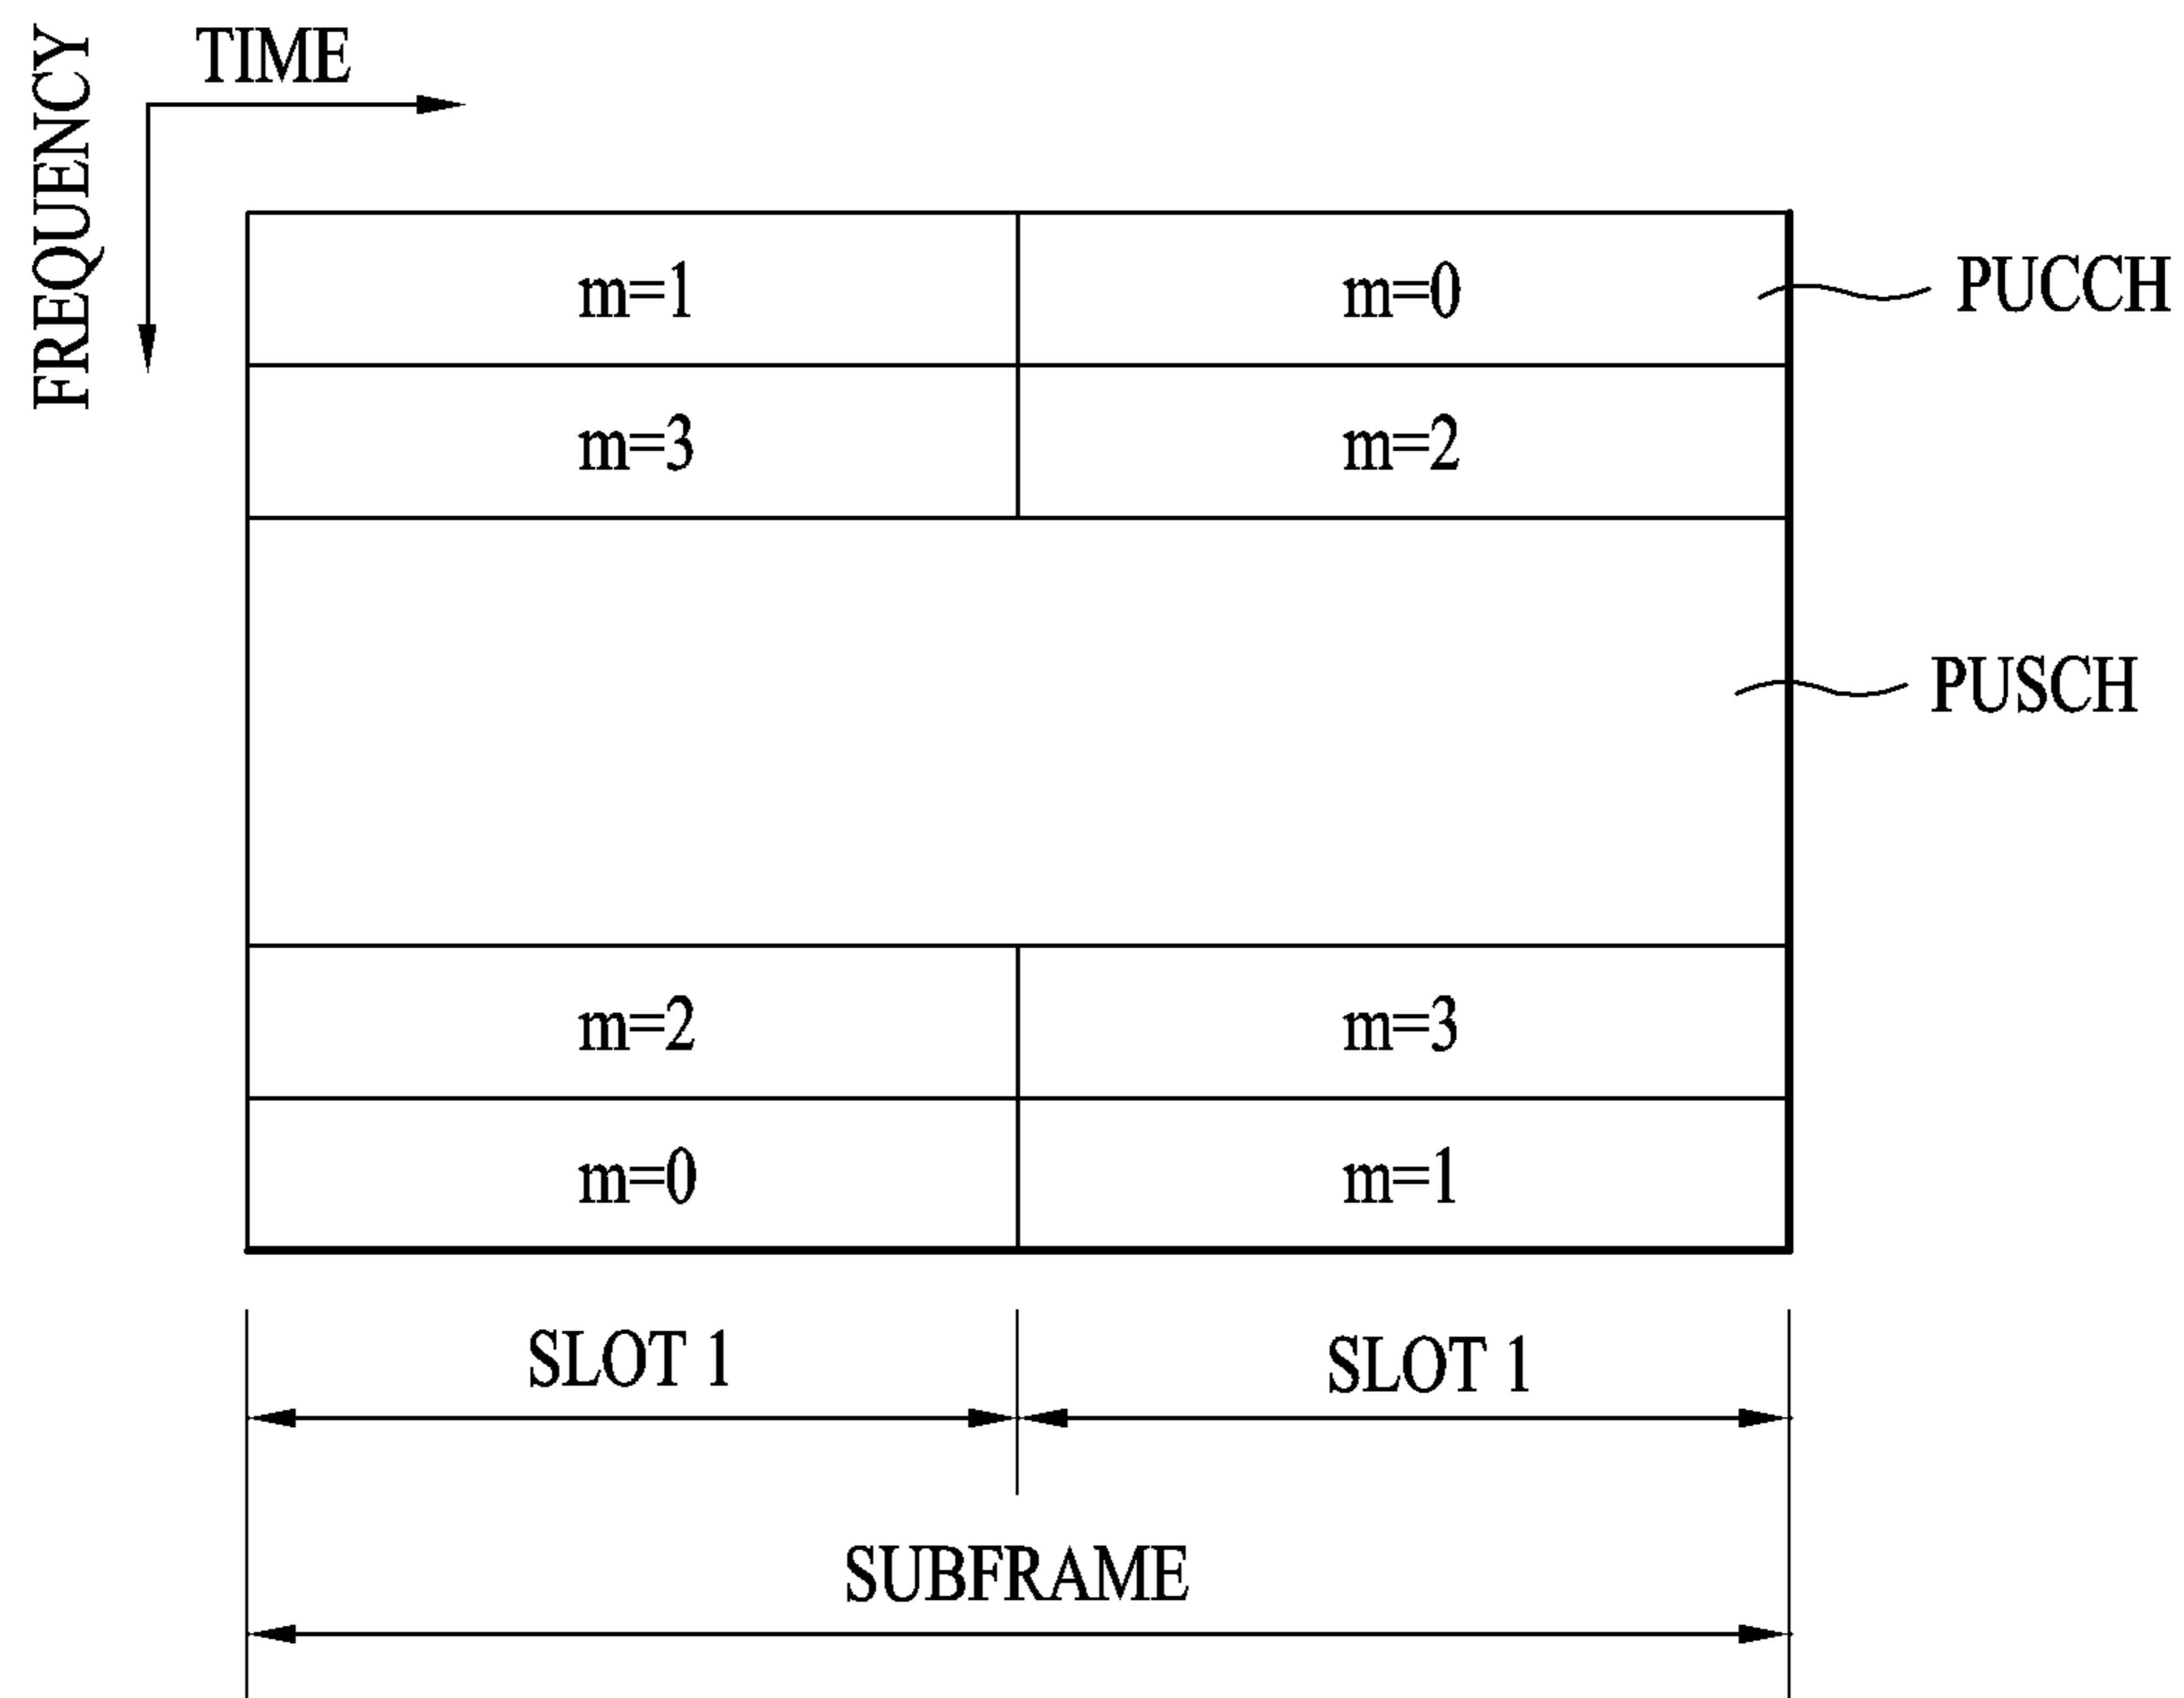 TIME
FREQUENCY
m=1 m=0 PUCCH
m=3 m=2
PUSCH
m=2 m=3
m=0 m=1
SLOT 1 SLOT 1
SUBFRAME